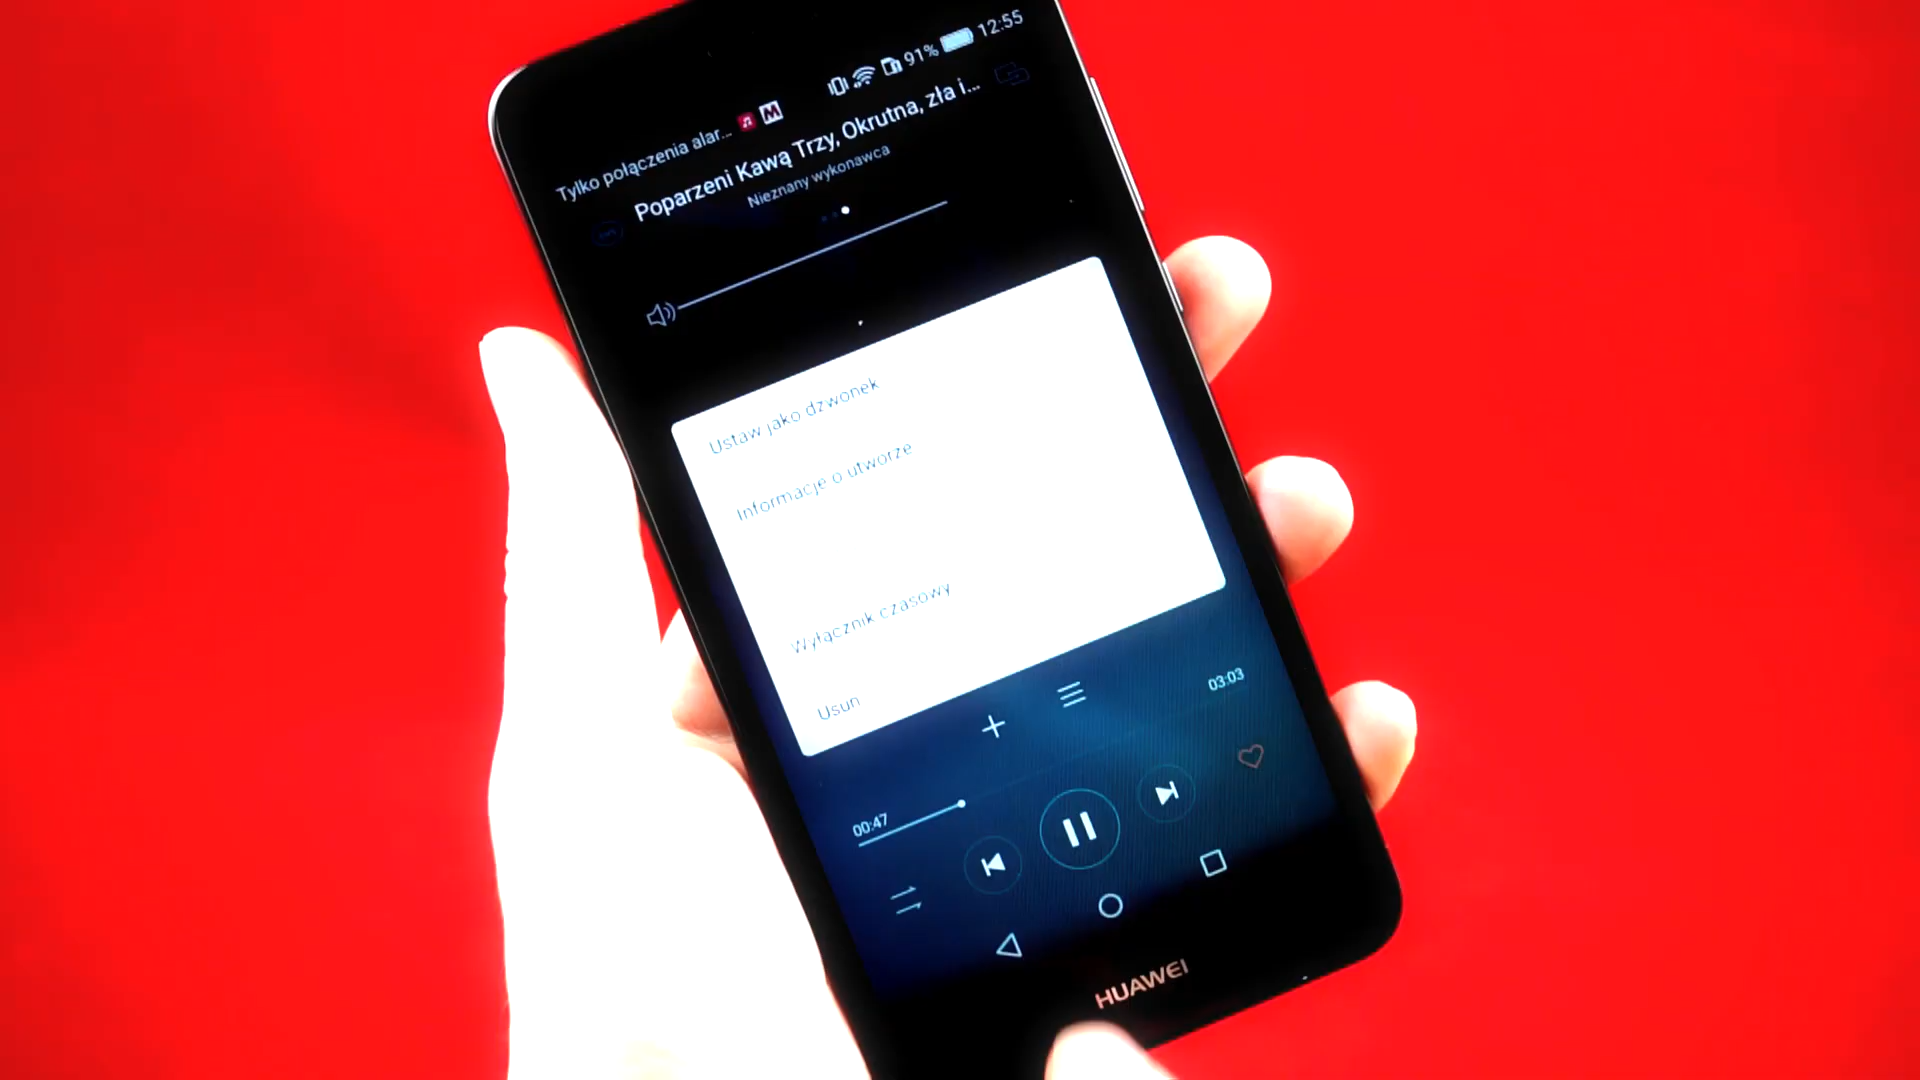 Tylko połączenia alar... 91% 12:55
Poparzeni Kawą Trzy, Okrutna, zła i...
Nieznany wykonawca
Ustaw jako dzwonek
Informacje o utworze
Wyłącznik czasowy
Usuń
03:03
00:47
HUAWEI